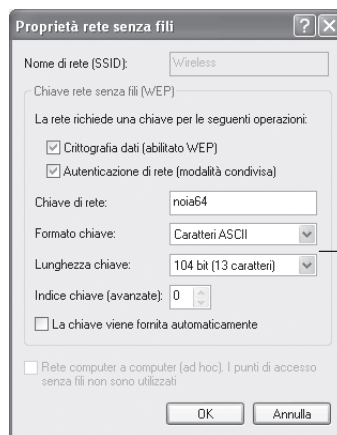 Proprietà rete senza fili
Nome di rete (SSID): Wireless
Chiave rete senza fili (WEP)
La rete richiede una chiave per le seguenti operazioni:
Crittografia dati (abilitato WEP)
Autenticazione di rete (modalità condivisa)
Chiave di rete: noia64
Formato chiave: Caratteri ASCII
Lunghezza chiave: 104 bit (13 caratteri)
Indice chiave (avanzate): 0
La chiave viene fornita automaticamente
Rete computer a computer (ad hoc). I punti di accesso
senza fili non sono utilizzati
OK Annulla